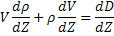 V dρ/dZ + ρ dV/dZ = dD/dZ